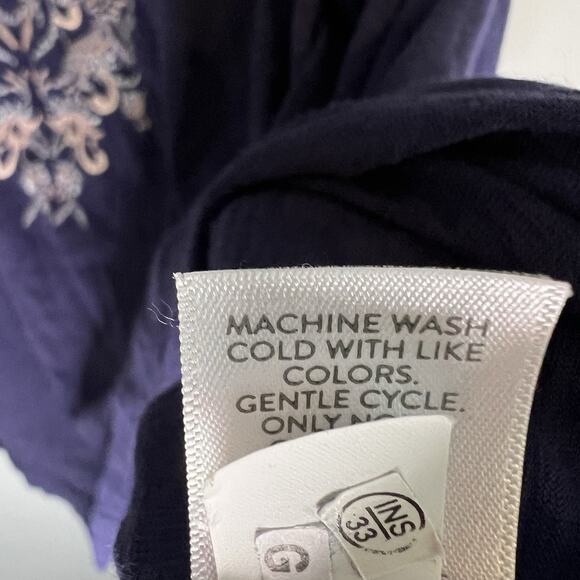 MACHINE WASH
COLD WITH LIKE
COLORS.
GENTLE CYCLE.
ONLY
INS
33
G